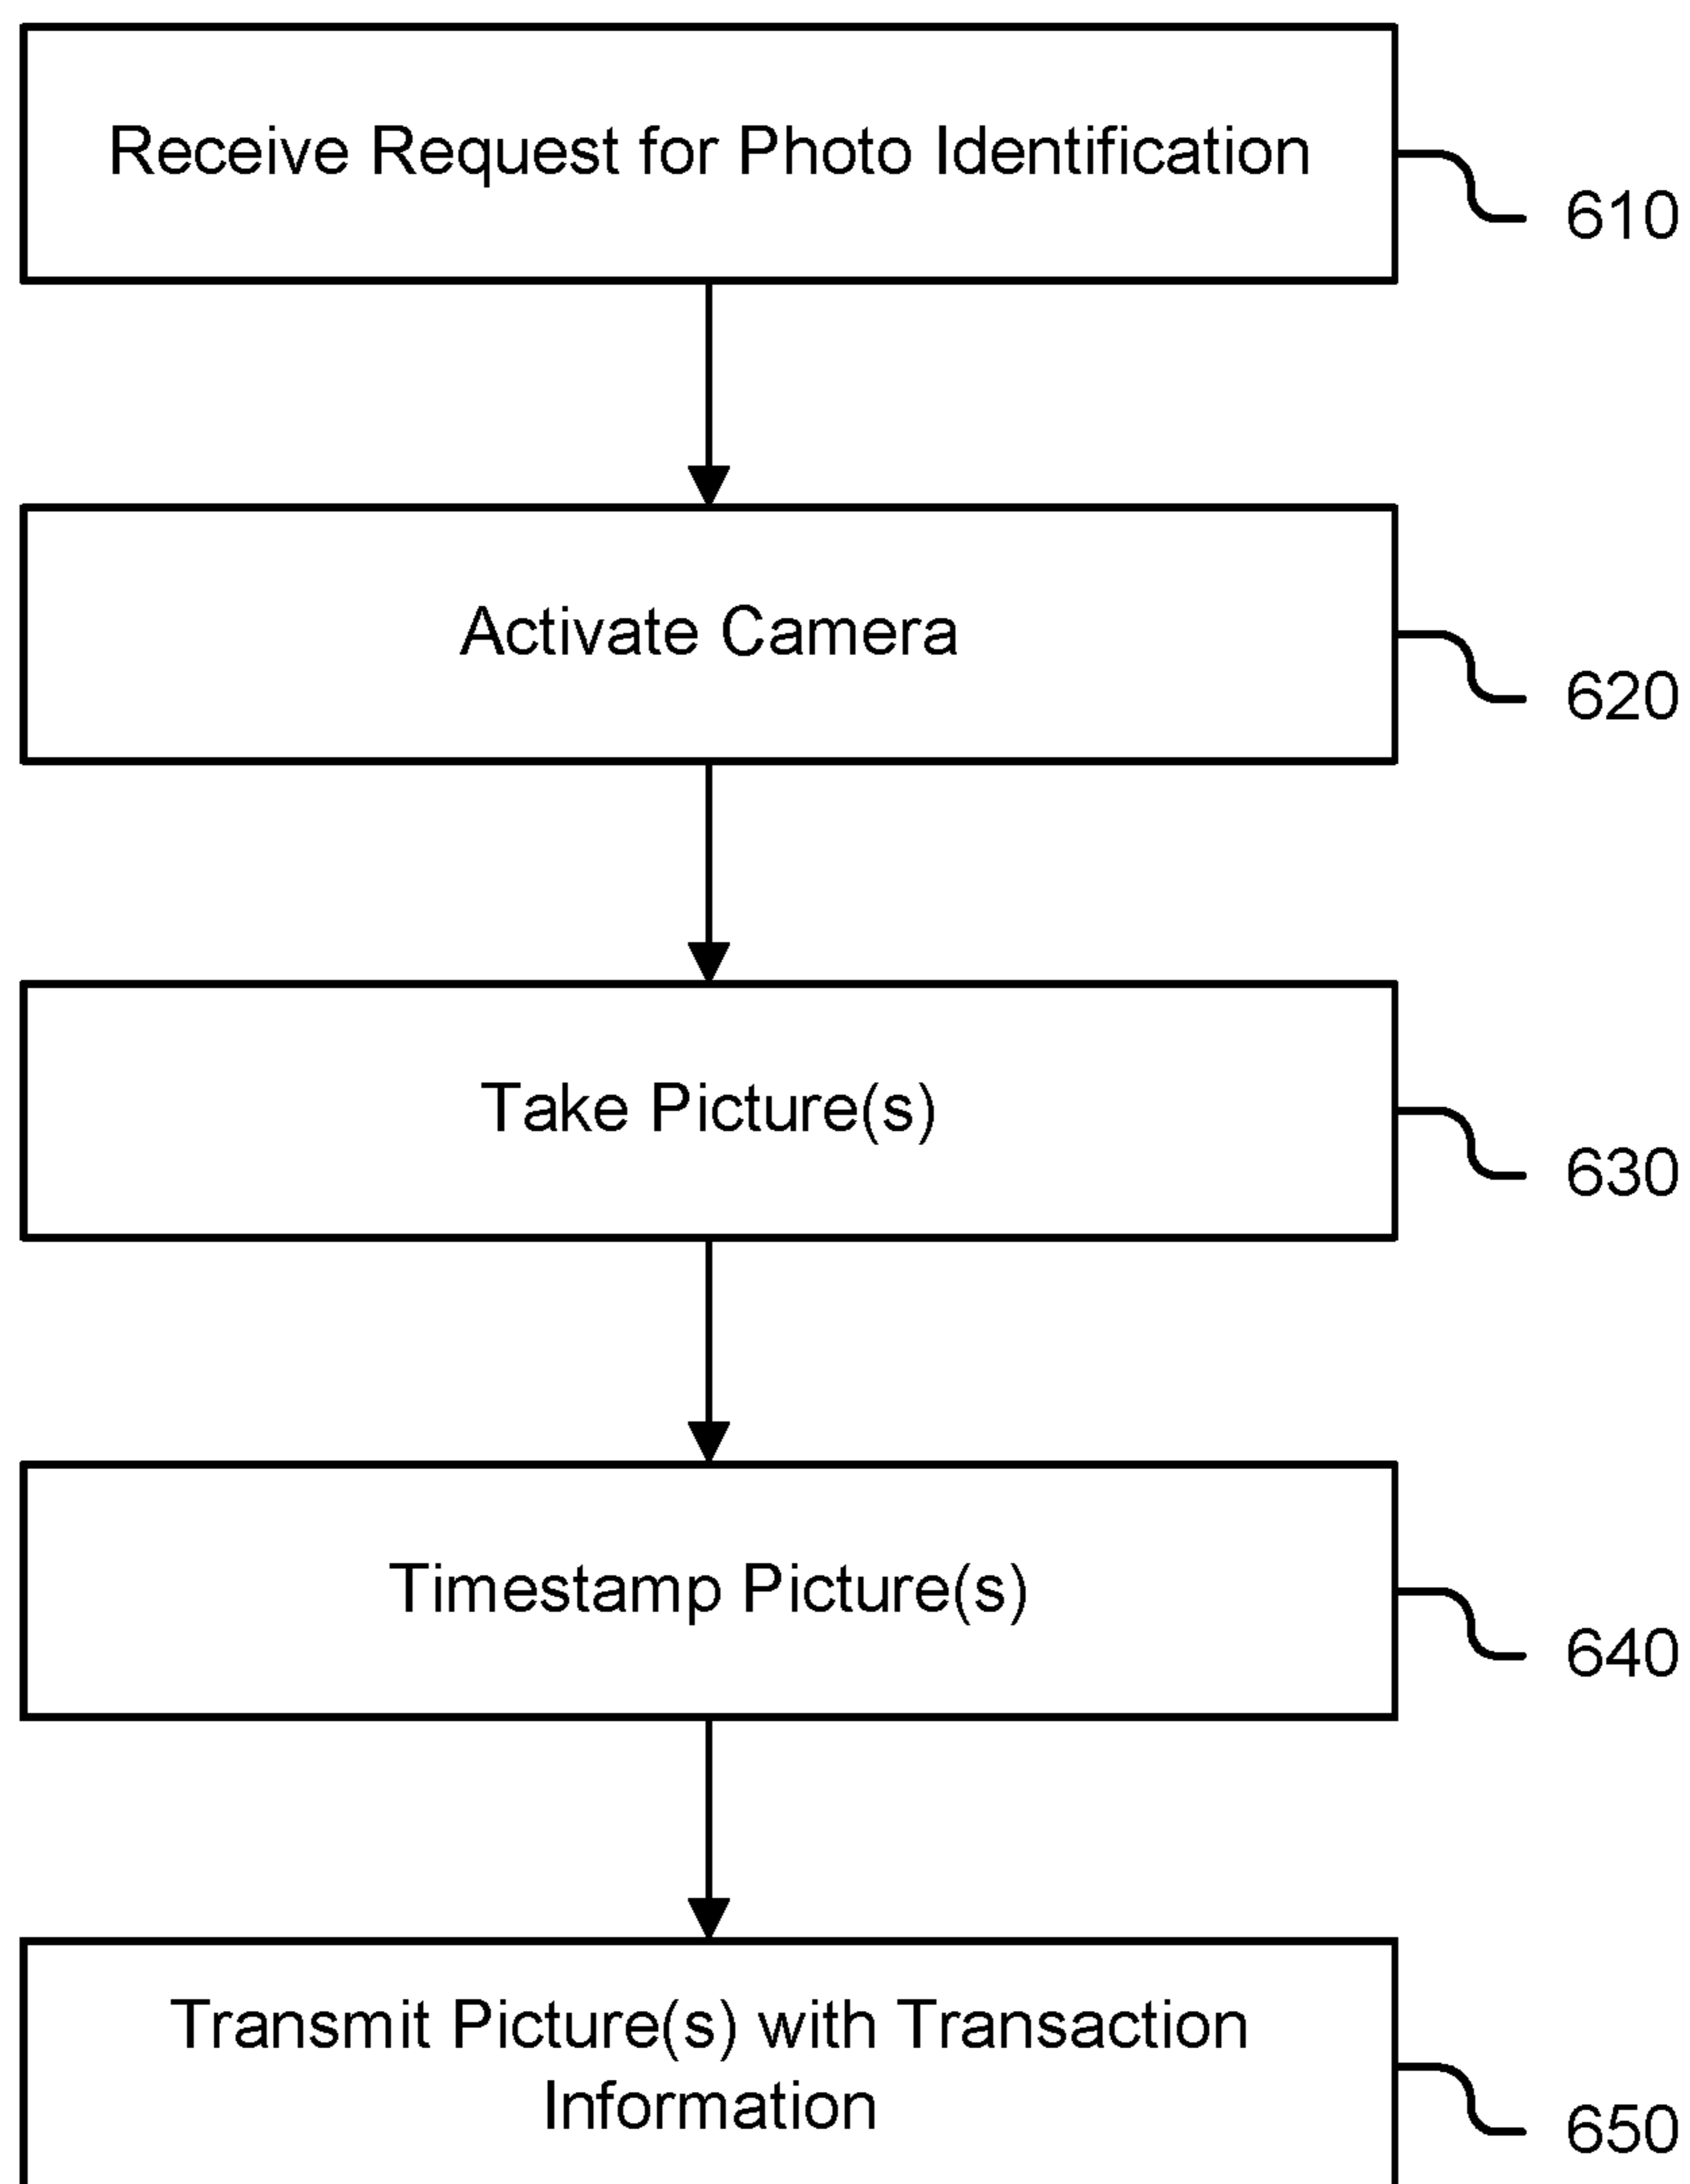 Receive Request for Photo Identification
610
Activate Camera
620
Take Picture(s)
630
Timestamp Picture(s)
640
Transmit Picture(s) with Transaction
Information
650